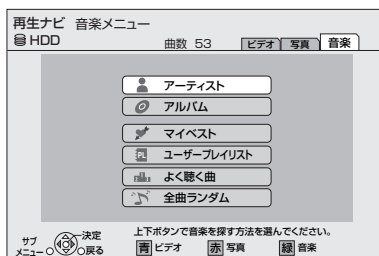 再生ナビ 音楽メニュー
HDD 曲数 53 ビデオ 写真 音楽
アーティスト
アルバム
マイベスト
PL ユーザープレイリスト
よく聴く曲
全曲ランダム
上下ボタンで音楽を探す方法を選んでください。
サブメニュー 決定 戻る 青 ビデオ 赤 写真 緑 音楽